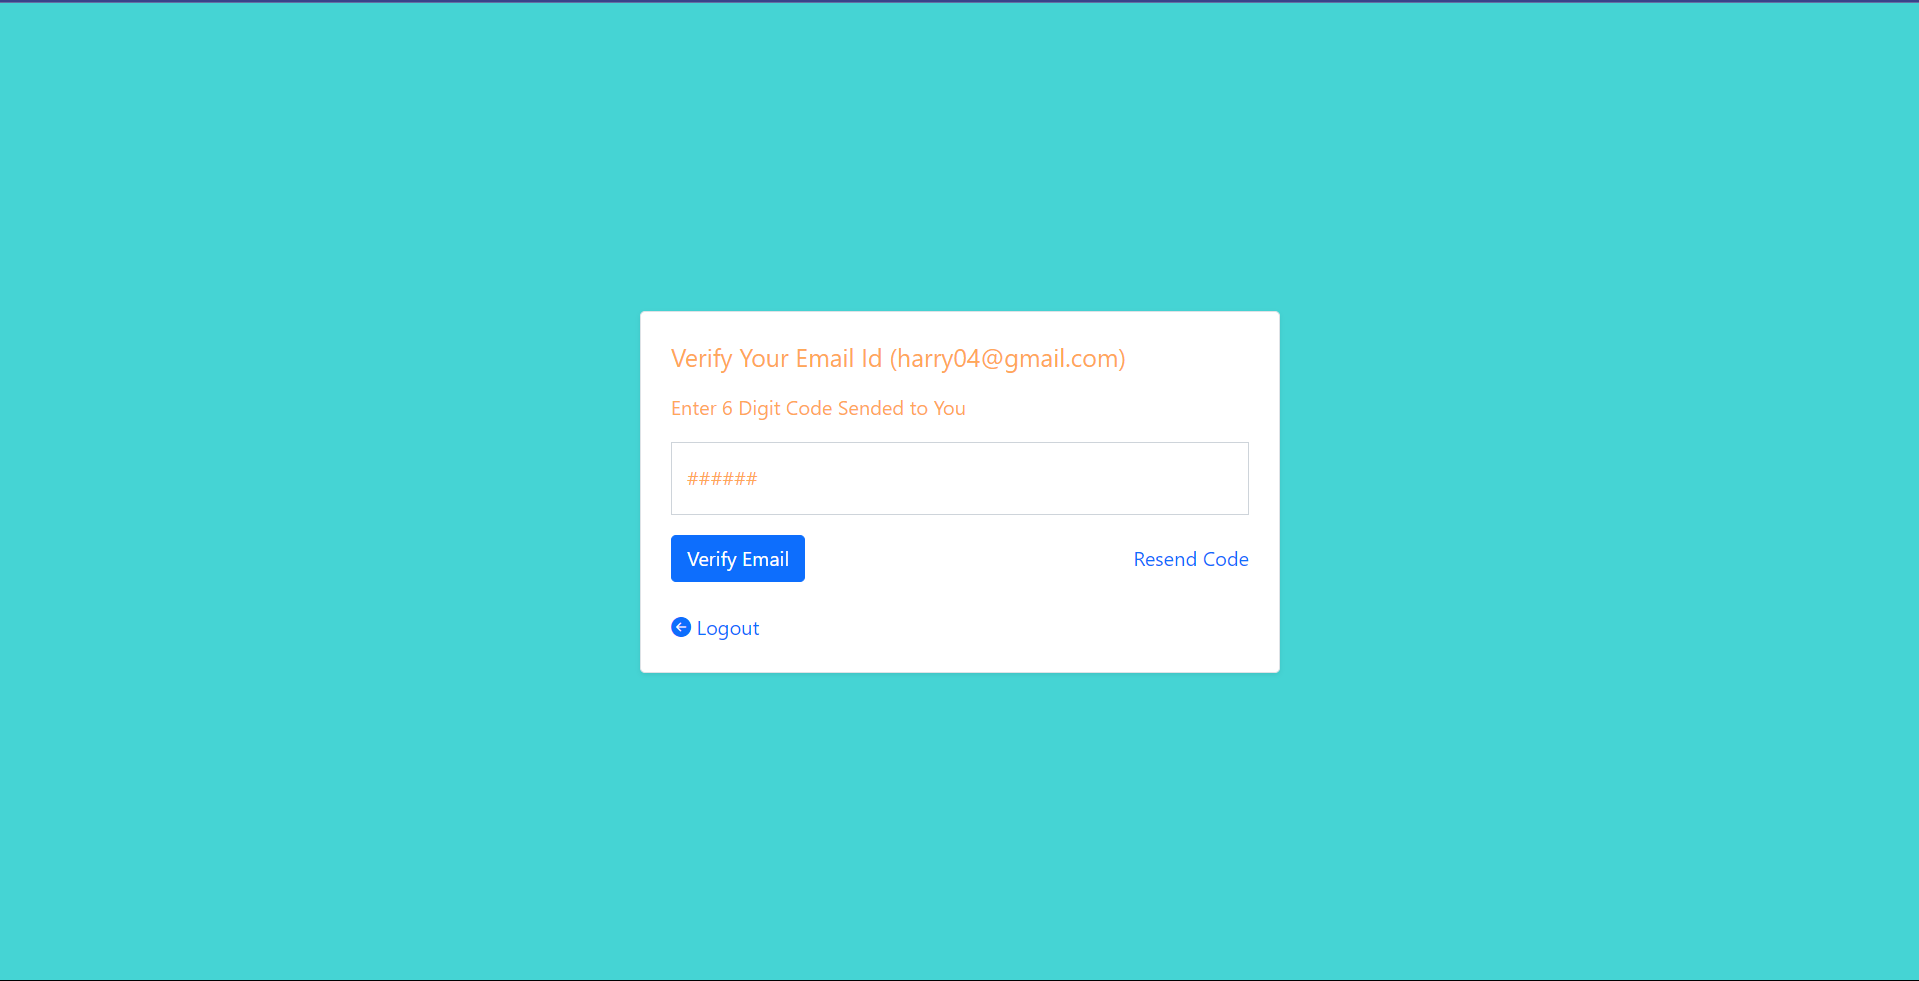 Verify Your Email Id (harry04@gmail.com)
Enter 6 Digit Code Sended to You
######
Verify Email
Resend Code
Logout